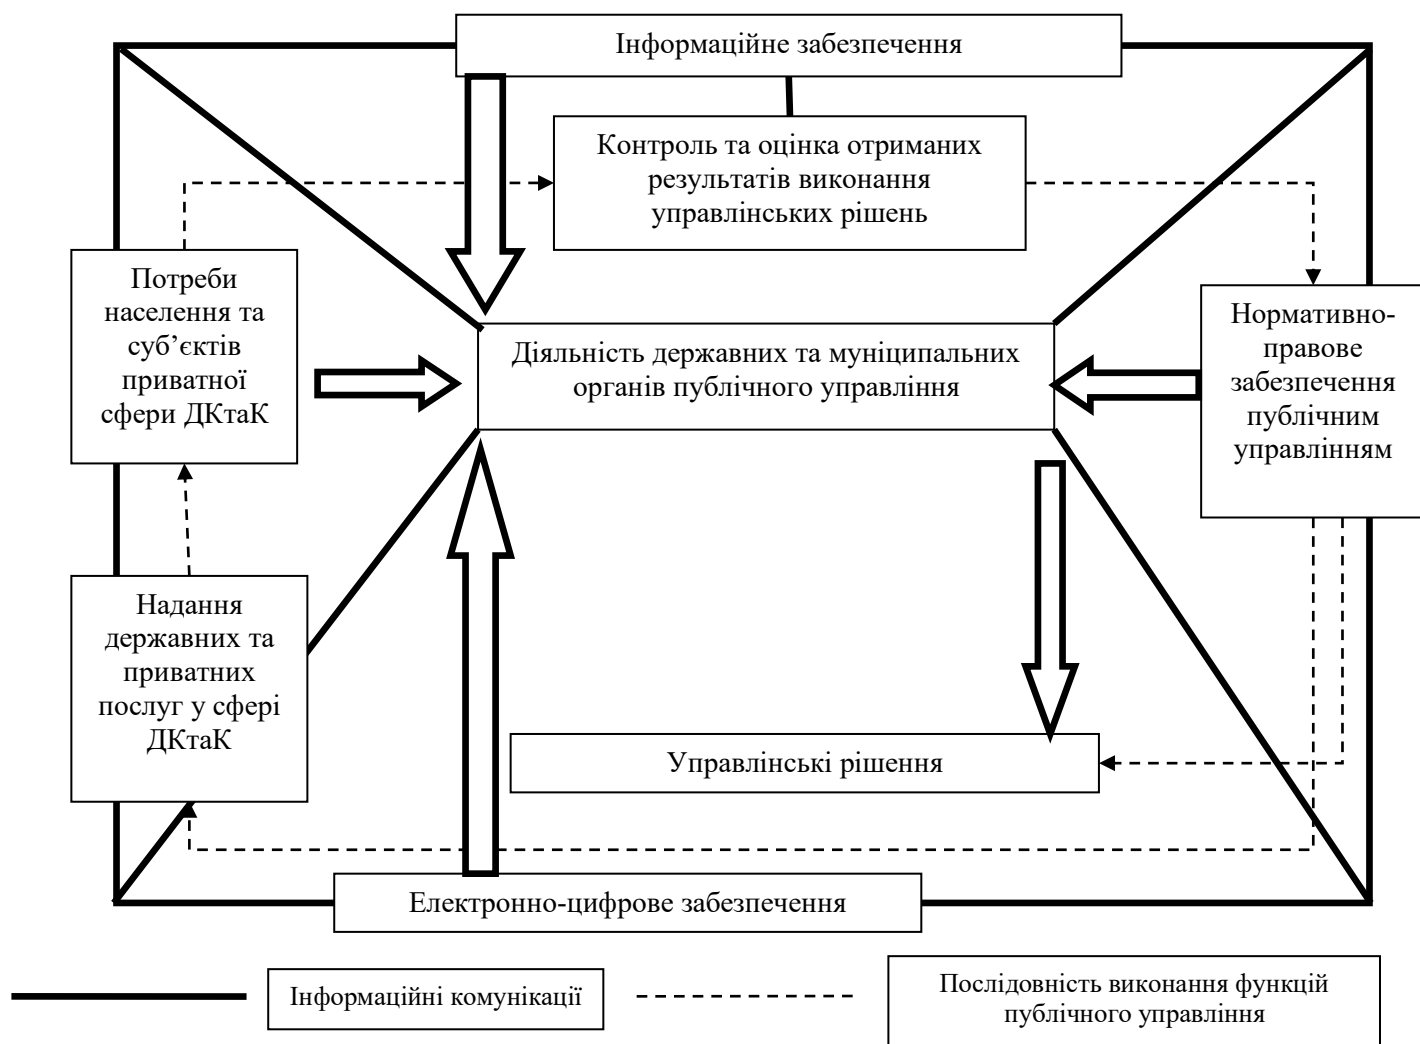 Інформаційне забезпечення
Контроль та оцінка отриманих
результатів виконання
управлінських рішень
Потреби
населення та
суб’єктів
приватної
сфери ДКтаК
Діяльність державних та муніципальних
органів публічного управління
Нормативно-
правове
забезпечення
публічним
управлінням
Надання
державних та
приватних
послуг у сфері
ДКтаК
Управлінські рішення
Електронно-цифрове забезпечення
Інформаційні комунікації
Послідовність виконання функцій
публічного управління